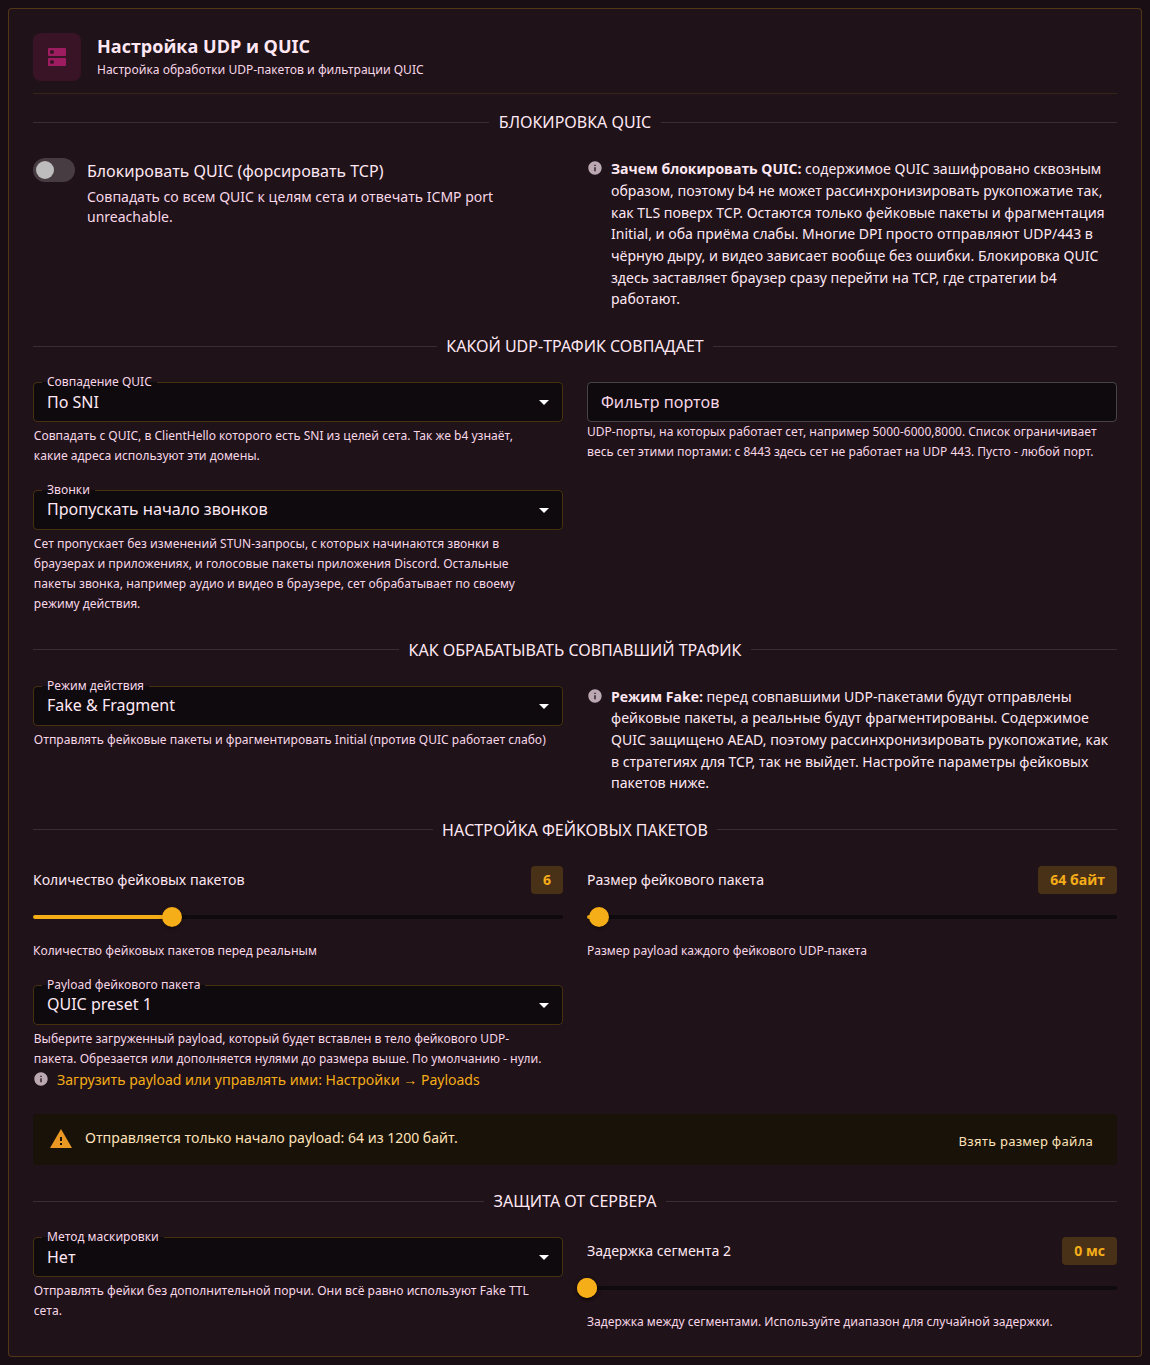 Настройка UDP и QUIC
Настройка обработки UDP-пакетов и фильтрации QUIC
БЛОКИРОВКА QUIC
Блокировать QUIC (форсировать TCP)
Совпадать со всем QUIC к целям сета и отвечать ICMP port
unreachable.
Зачем блокировать QUIC: содержимое QUIC зашифровано сквозным
образом, поэтому b4 не может рассинхронизировать рукопожатие так,
как TLS поверх TCP. Остаются только фейковые пакеты и фрагментация
Initial, и оба приёма слабы. Многие DPI просто отправляют UDP/443 в
чёрную дыру, и видео зависает вообще без ошибки. Блокировка QUIC
здесь заставляет браузер сразу перейти на TCP, где стратегии b4
работают.
КАКОЙ UDP-ТРАФИК СОВПАДАЕТ
Совпадение QUIC
По SNI
Совпадать с QUIC, в ClientHello которого есть SNI из целей сета. Так же b4 узнаёт,
какие адреса используют эти домены.
Фильтр портов
UDP-порты, на которых работает сет, например 5000-6000,8000. Список ограничивает
весь сет этими портами: с 8443 здесь сет не работает на UDP 443. Пусто - любой порт.
Звонки
Пропускать начало звонков
Сет пропускает без изменений STUN-запросы, с которых начинаются звонки в
браузерах и приложениях, и голосовые пакеты приложения Discord. Остальные
пакеты звонка, например аудио и видео в браузере, сет обрабатывает по своему
режиму действия.
КАК ОБРАБАТЫВАТЬ СОВПАВШИЙ ТРАФИК
Режим действия
Fake & Fragment
Отправлять фейковые пакеты и фрагментировать Initial (против QUIC работает слабо)
Режим Fake: перед совпавшими UDP-пакетами будут отправлены
фейковые пакеты, а реальные будут фрагментированы. Содержимое
QUIC защищено AEAD, поэтому рассинхронизировать рукопожатие, как
в стратегиях для TCP, так не выйдет. Настройте параметры фейковых
пакетов ниже.
НАСТРОЙКА ФЕЙКОВЫХ ПАКЕТОВ
Количество фейковых пакетов
6
Количество фейковых пакетов перед реальным
Размер фейкового пакета
64 байт
Размер payload каждого фейкового UDP-пакета
Payload фейкового пакета
QUIC preset 1
Выберите загруженный payload, который будет вставлен в тело фейкового UDP-
пакета. Обрезается или дополняется нулями до размера выше. По умолчанию - нули.
Загрузить payload или управлять ими: Настройки → Payloads
Отправляется только начало payload: 64 из 1200 байт.
Взять размер файла
ЗАЩИТА ОТ СЕРВЕРА
Метод маскировки
Нет
Отправлять фейки без дополнительной порчи. Они всё равно используют Fake TTL
сета.
Задержка сегмента 2
0 мс
Задержка между сегментами. Используйте диапазон для случайной задержки.